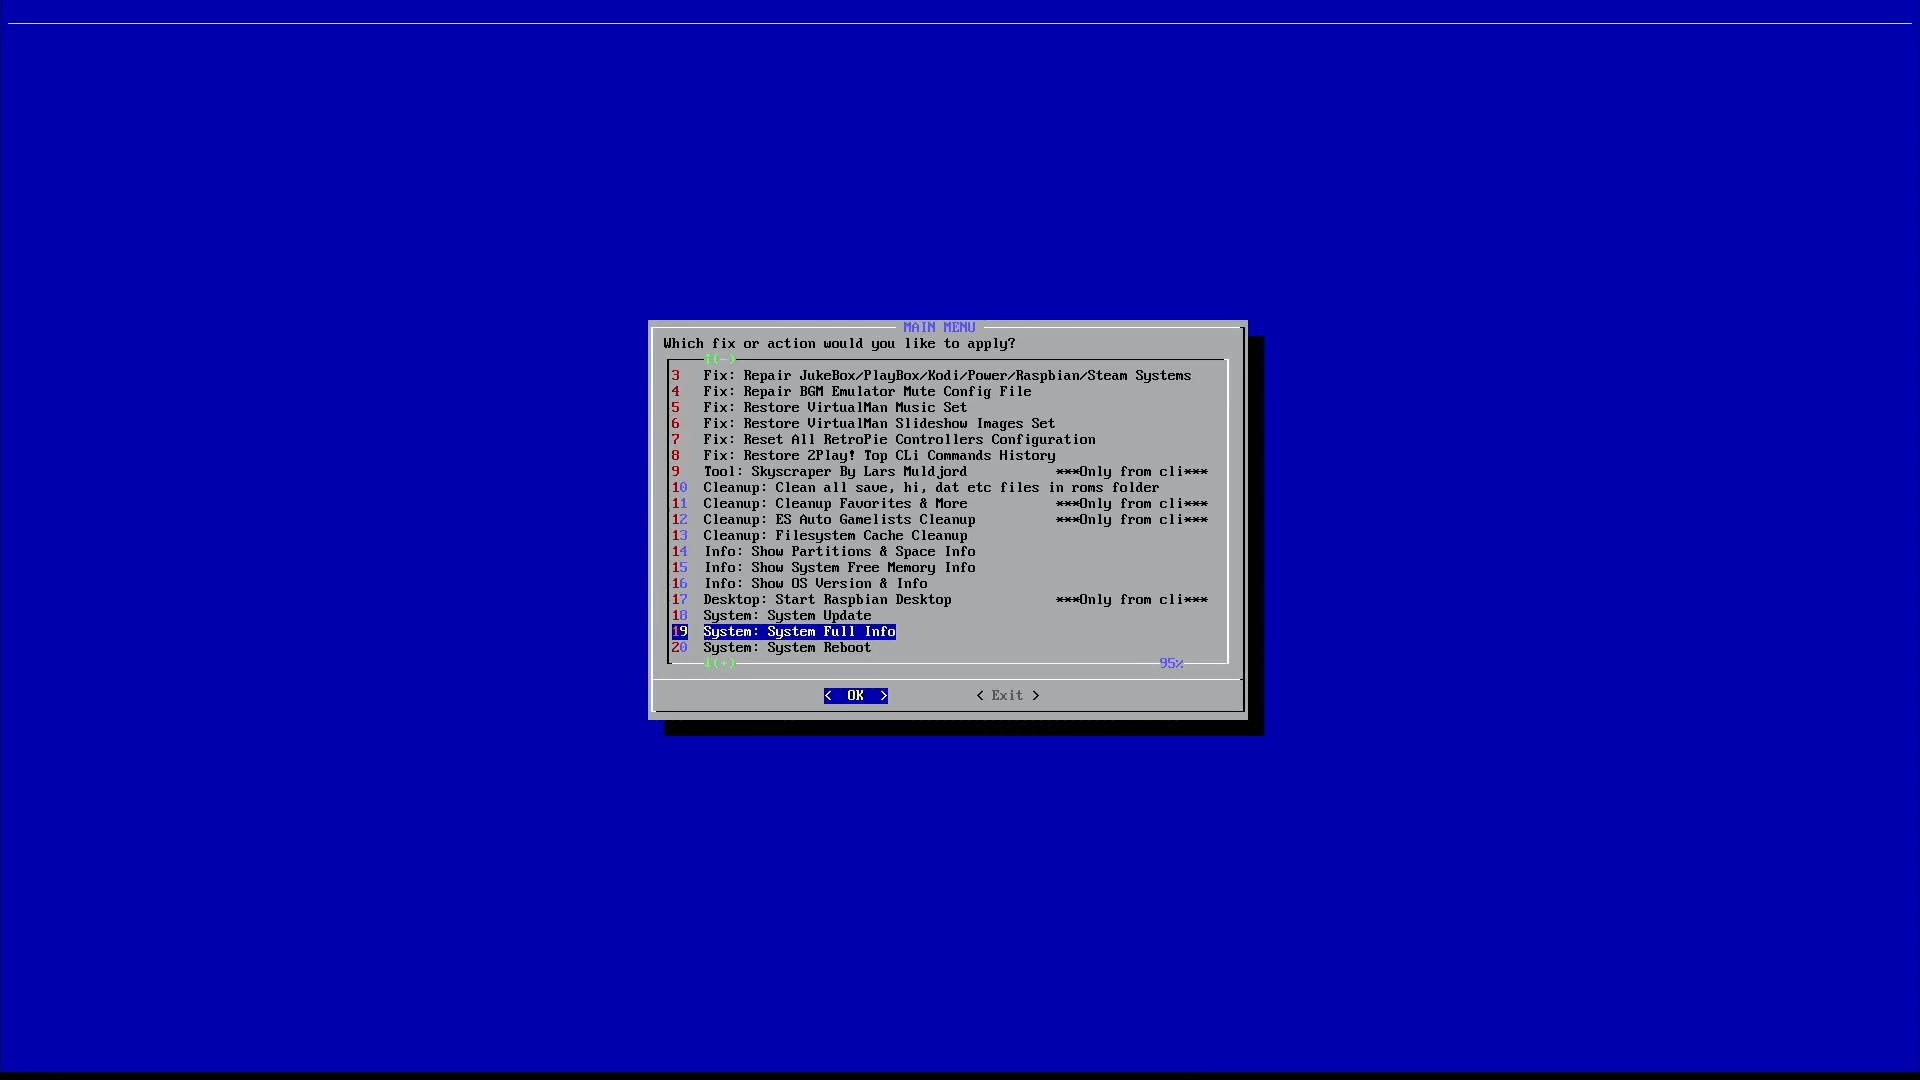 MAIN MENU
Which fix or action would you like to apply?
↑(-)
3 Fix: Repair JukeBox/PlayBox/Kodi/Power/Raspbian/Steam Systems
4 Fix: Repair BGM Emulator Mute Config File
5 Fix: Restore VirtualMan Music Set
6 Fix: Restore VirtualMan Slideshow Images Set
7 Fix: Reset All RetroPie Controllers Configuration
8 Fix: Restore 2Play! Top CLi Commands History
9 Tool: Skyscraper By Lars Muldjord ***Only from cli***
10 Cleanup: Clean all save, hi, dat etc files in roms folder
11 Cleanup: Cleanup Favorites & More ***Only from cli***
12 Cleanup: ES Auto Gamelists Cleanup ***Only from cli***
13 Cleanup: Filesystem Cache Cleanup
14 Info: Show Partitions & Space Info
15 Info: Show System Free Memory Info
16 Info: Show OS Version & Info
17 Desktop: Start Raspbian Desktop ***Only from cli***
18 System: System Update
19 System: System Full Info
20 System: System Reboot
↓(+) 95%
< OK > < Exit >